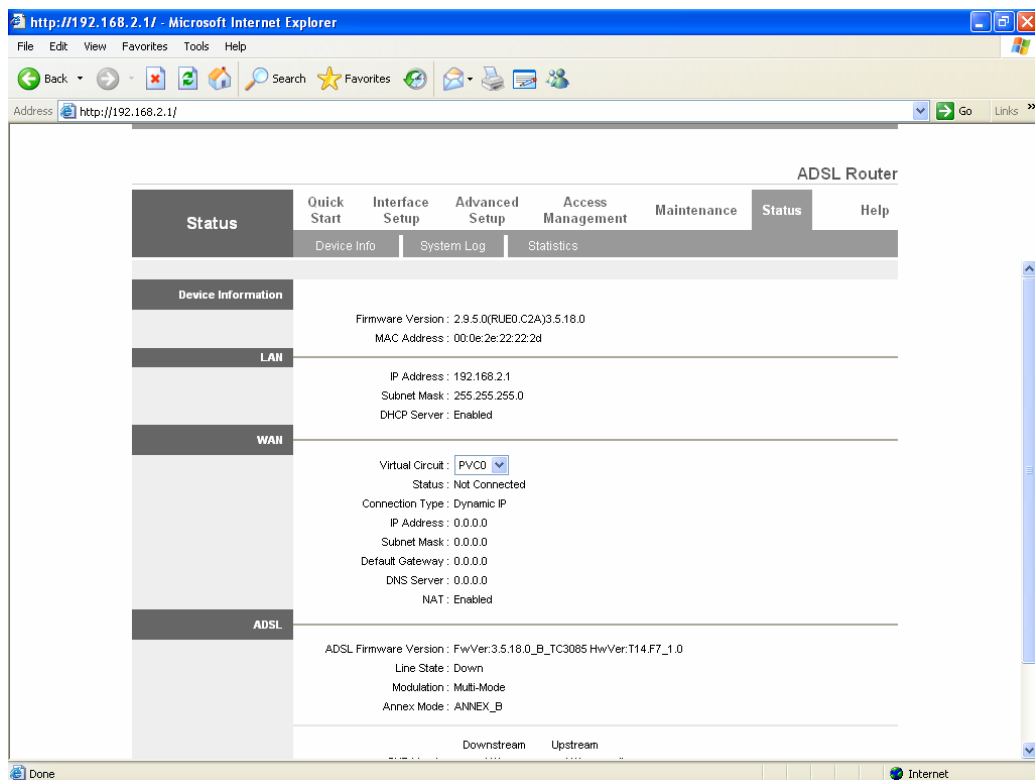 http://192.168.2.1/ - Microsoft Internet Explorer
File Edit View Favorites Tools Help
Back Search Favorites
Address http://192.168.2.1/ Go Links »
ADSL Router
Status
Quick Start Interface Setup Advanced Setup Access Management Maintenance Status Help
Device Info System Log Statistics
Device Information
Firmware Version : 2.9.5.0(RUE0.C2A)3.5.18.0
MAC Address : 00:0e:2e:22:22:2d
LAN
IP Address : 192.168.2.1
Subnet Mask : 255.255.255.0
DHCP Server : Enabled
WAN
Virtual Circuit : PVC0
Status : Not Connected
Connection Type : Dynamic IP
IP Address : 0.0.0.0
Subnet Mask : 0.0.0.0
Default Gateway : 0.0.0.0
DNS Server : 0.0.0.0
NAT : Enabled
ADSL
ADSL Firmware Version : FwVer:3.5.18.0_B_TC3085 HwVer:T14.F7_1.0
Line State : Down
Modulation : Multi-Mode
Annex Mode : ANNEX_B
Downstream Upstream
Done Internet